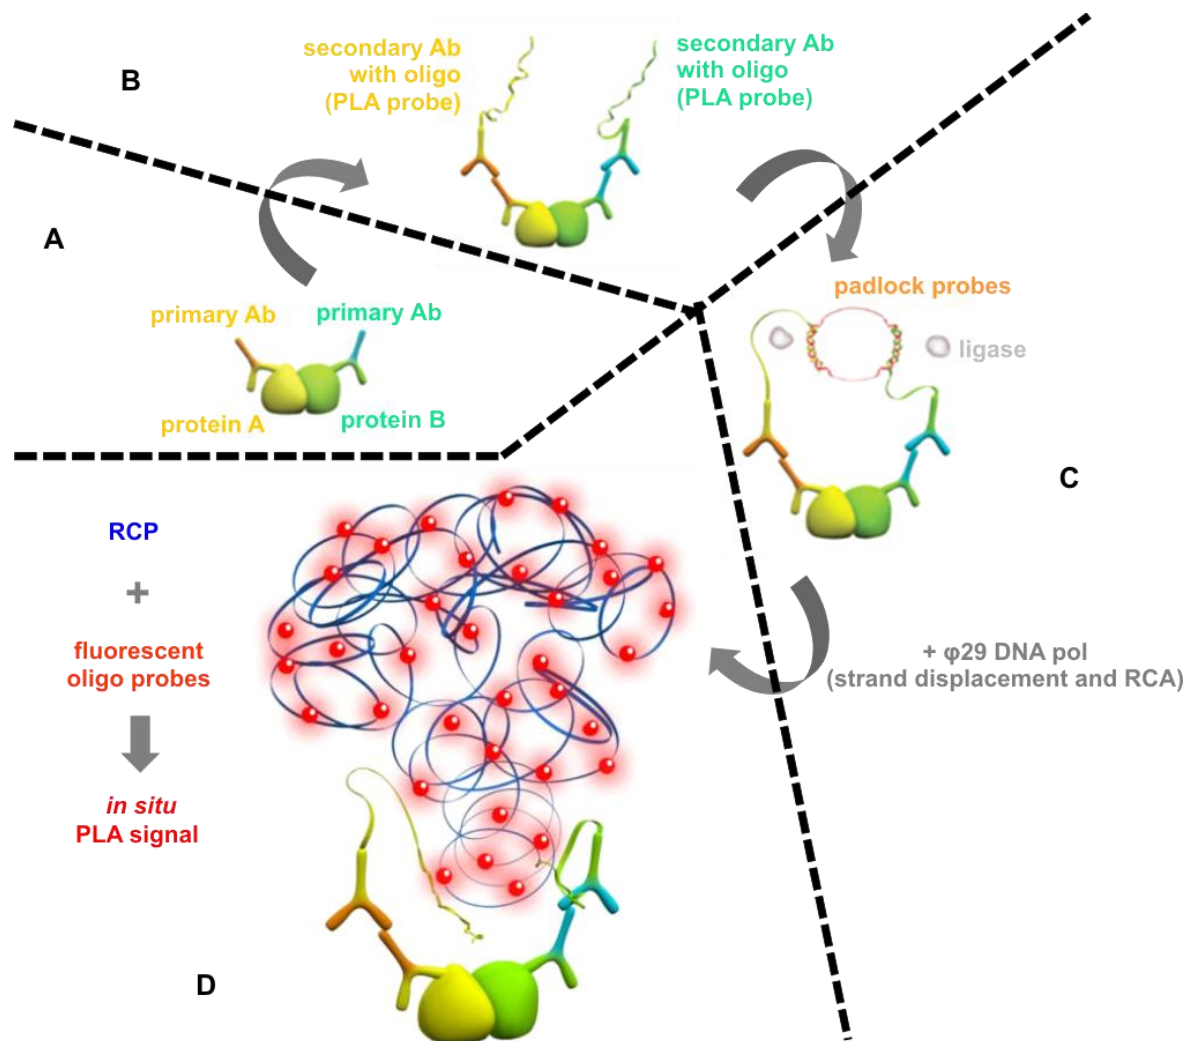 B
secondary Ab
with oligo
(PLA probe)
secondary Ab
with oligo
(PLA probe)
A
primary Ab
primary Ab
protein A
protein B
padlock probes
ligase
C
+ φ29 DNA pol
(strand displacement and RCA)
RCP
+
fluorescent
oligo probes
in situ
PLA signal
D